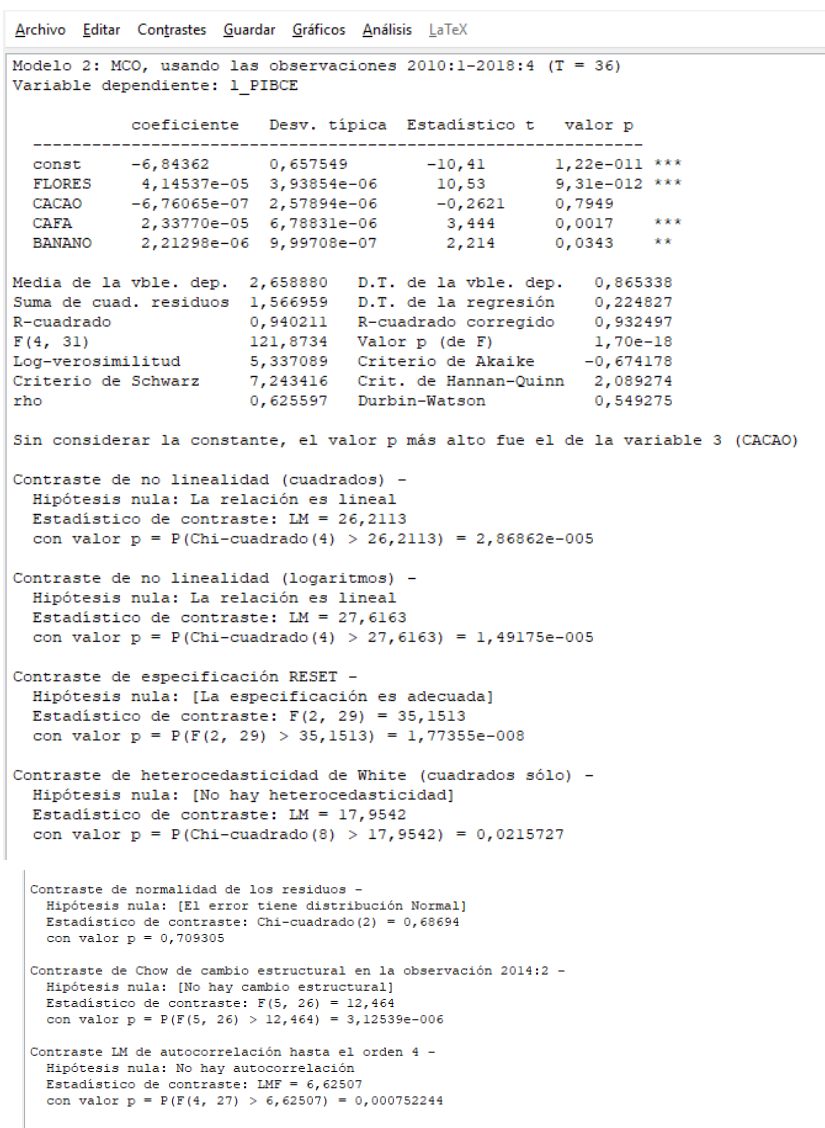 Archivo Editar Contrastes Guardar Gráficos Análisis LaTeX
Modelo 2: MCO, usando las observaciones 2010:1-2018:4 (T = 36)
Variable dependiente: l_PIBCE
coeficiente Desv. típica Estadístico t valor p
---------------------------------------------------------------
const −6,84362 0,657549 −10,41 1,22e-011 ***
FLORES 4,14537e-05 3,93854e-06 10,53 9,31e-012 ***
CACAO −6,76065e-07 2,57894e-06 −0,2621 0,7949
CAFA 2,33770e-05 6,78831e-06 3,444 0,0017 ***
BANANO 2,21298e-06 9,99708e-07 2,214 0,0343 **
Media de la vble. dep. 2,658880 D.T. de la vble. dep. 0,865338
Suma de cuad. residuos 1,566959 D.T. de la regresión 0,224827
R-cuadrado 0,940211 R-cuadrado corregido 0,932497
F(4, 31) 121,8734 Valor p (de F) 1,70e-18
Log-verosimilitud 5,337089 Criterio de Akaike −0,674178
Criterio de Schwarz 7,243416 Crit. de Hannan-Quinn 2,089274
rho 0,625597 Durbin-Watson 0,549275
Sin considerar la constante, el valor p más alto fue el de la variable 3 (CACAO)
Contraste de no linealidad (cuadrados) -
Hipótesis nula: La relación es lineal
Estadístico de contraste: LM = 26,2113
con valor p = P(Chi-cuadrado(4) > 26,2113) = 2,86862e-005
Contraste de no linealidad (logaritmos) -
Hipótesis nula: La relación es lineal
Estadístico de contraste: LM = 27,6163
con valor p = P(Chi-cuadrado(4) > 27,6163) = 1,49175e-005
Contraste de especificación RESET -
Hipótesis nula: [La especificación es adecuada]
Estadístico de contraste: F(2, 29) = 35,1513
con valor p = P(F(2, 29) > 35,1513) = 1,77355e-008
Contraste de heterocedasticidad de White (cuadrados sólo) -
Hipótesis nula: [No hay heterocedasticidad]
Estadístico de contraste: LM = 17,9542
con valor p = P(Chi-cuadrado(8) > 17,9542) = 0,0215727
Contraste de normalidad de los residuos -
Hipótesis nula: [El error tiene distribución Normal]
Estadístico de contraste: Chi-cuadrado(2) = 0,68694
con valor p = 0,709305
Contraste de Chow de cambio estructural en la observación 2014:2 -
Hipótesis nula: [No hay cambio estructural]
Estadístico de contraste: F(5, 26) = 12,464
con valor p = P(F(5, 26) > 12,464) = 3,12539e-006
Contraste LM de autocorrelación hasta el orden 4 -
Hipótesis nula: No hay autocorrelación
Estadístico de contraste: LMF = 6,62507
con valor p = P(F(4, 27) > 6,62507) = 0,000752244